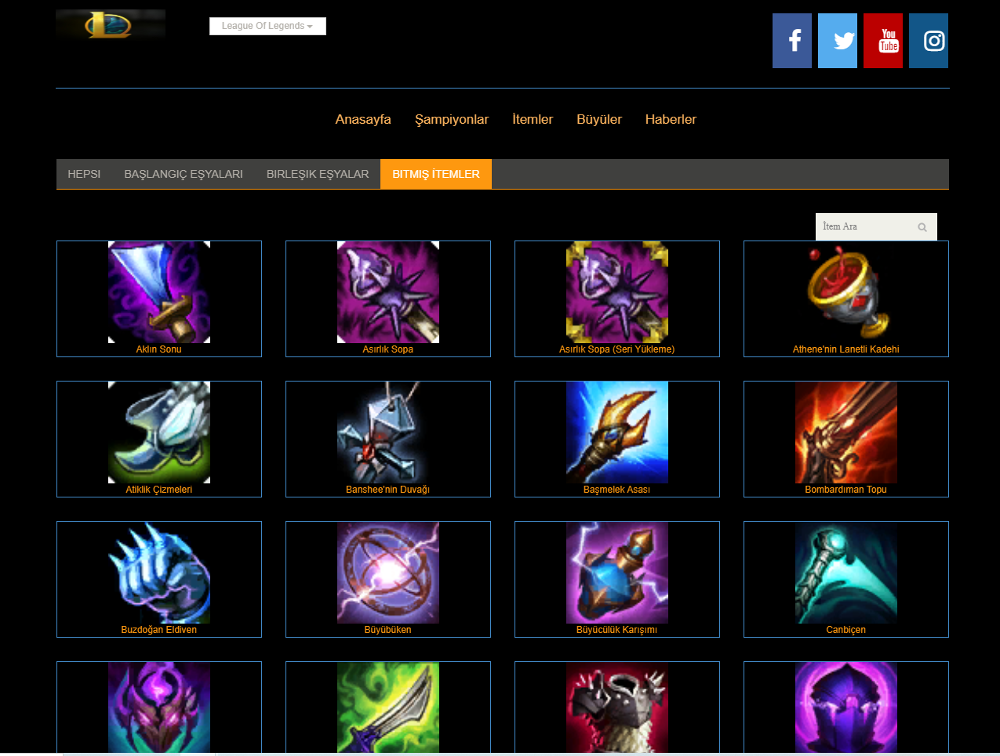 League Of Legends
You
Tube
Anasayfa Şampiyonlar İtemler Büyüler Haberler
HEPSI BAŞLANGIÇ EŞYALARI BIRLEŞIK EŞYALAR BITMIŞ İTEMLER
İtem Ara
Aklın Sonu Asırlık Sopa Asırlık Sopa (Seri Yükleme) Athene'nin Lanetli Kadehi
Atiklik Çizmeleri Banshee'nin Duvağı Başmelek Asası Bombardıman Topu
Buzdoğan Eldiven Büyübüken Büyücülük Karışımı Canbiçen